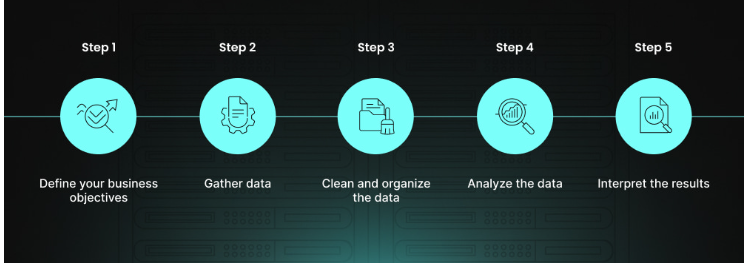 Step 1
Step 2
Step 3
Step 4
Step 5
Define your business
objectives
Gather data
Clean and organize
the data
Analyze the data
Interpret the results